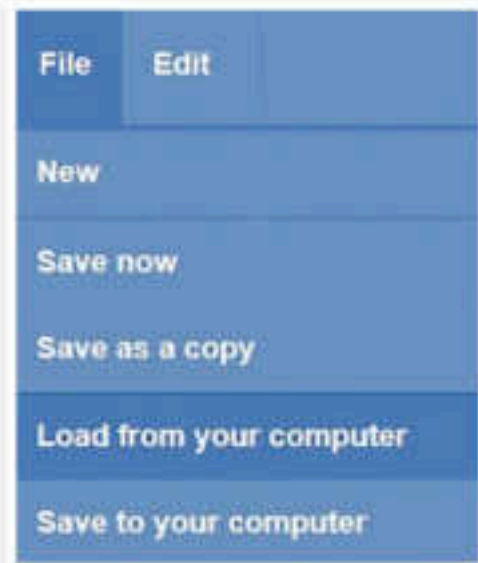 File Edit
New
Save now
Save as a copy
Load from your computer
Save to your computer